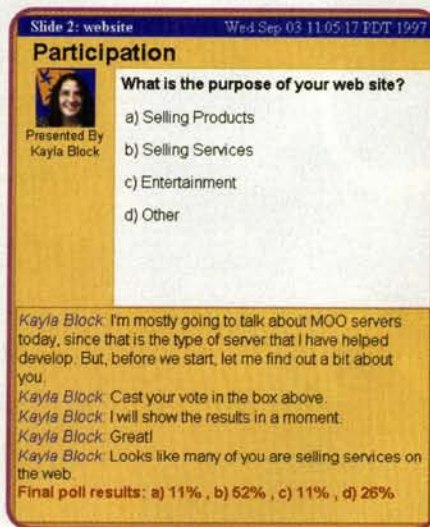 Slide 2: website Wed Sep 03 11:05:17 PDT 1997
Participation
What is the purpose of your web site?
a) Selling Products
Presented By
Kayla Block
b) Selling Services
c) Entertainment
d) Other
Kayla Block: I'm mostly going to talk about MOO servers
today, since that is the type of server that I have helped
develop. But, before we start, let me find out a bit about
you.
Kayla Block: Cast your vote in the box above.
Kayla Block: I will show the results in a moment.
Kayla Block: Great!
Kayla Block: Looks like many of you are selling services on
the web.
Final poll results: a) 11% , b) 52% , c) 11% , d) 26%